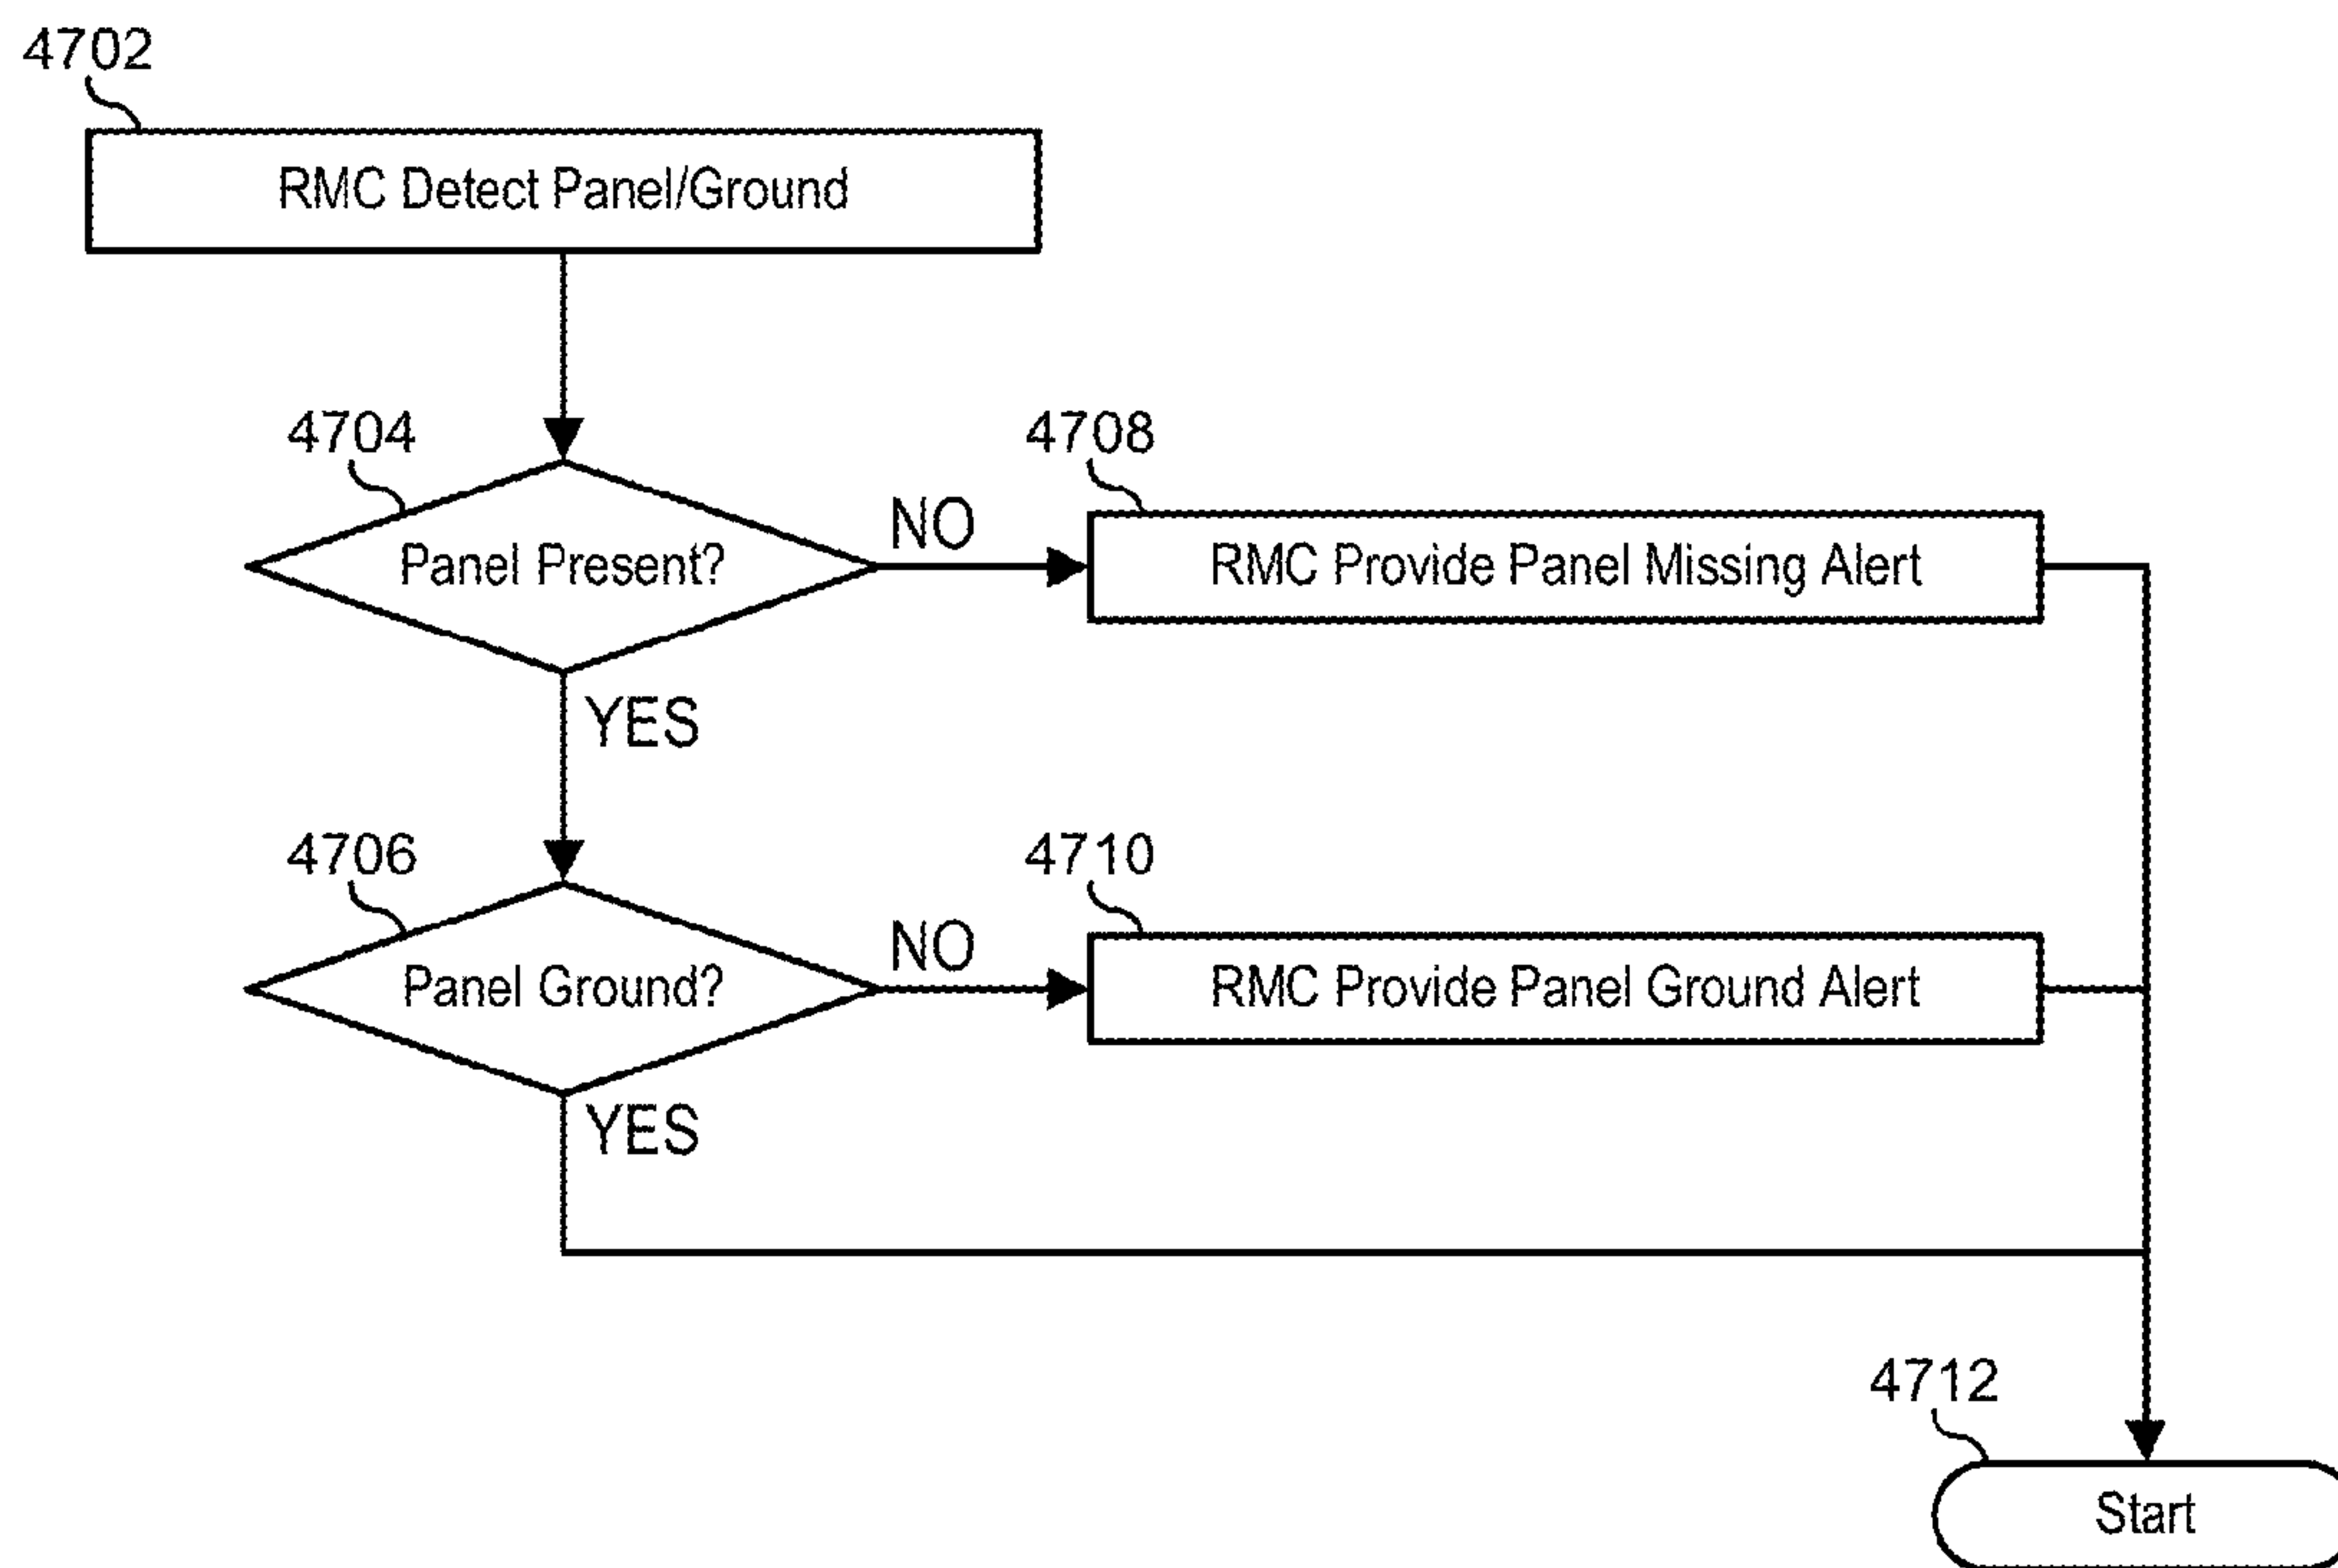 4702
RMC Detect Panel/Ground
4704
Panel Present?
NO
4708
RMC Provide Panel Missing Alert
YES
4706
Panel Ground?
NO
4710
RMC Provide Panel Ground Alert
YES
4712
Start